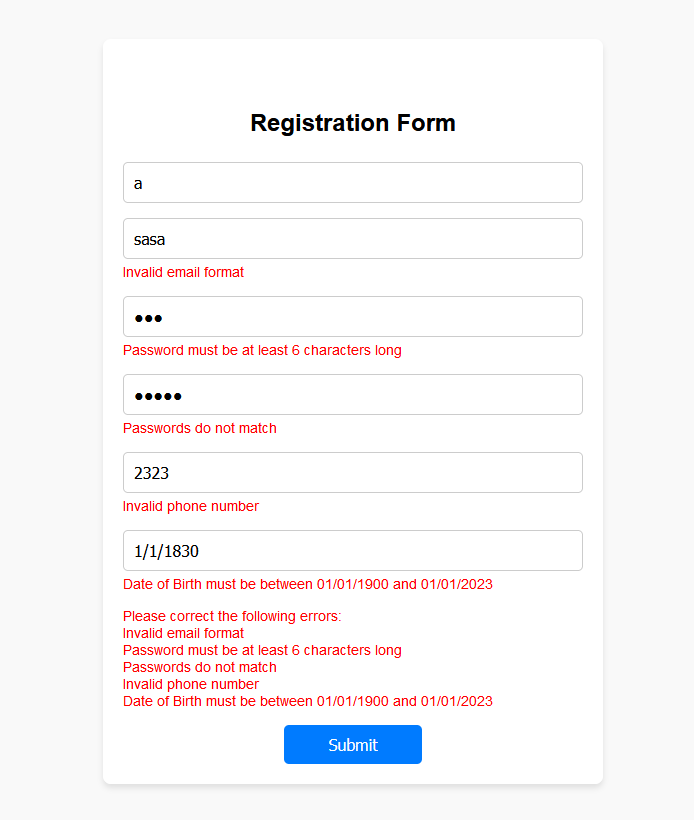 Registration Form
a
sasa
Invalid email format
●●●
Password must be at least 6 characters long
●●●●●
Passwords do not match
2323
Invalid phone number
1/1/1830
Date of Birth must be between 01/01/1900 and 01/01/2023
Please correct the following errors:
Invalid email format
Password must be at least 6 characters long
Passwords do not match
Invalid phone number
Date of Birth must be between 01/01/1900 and 01/01/2023
Submit